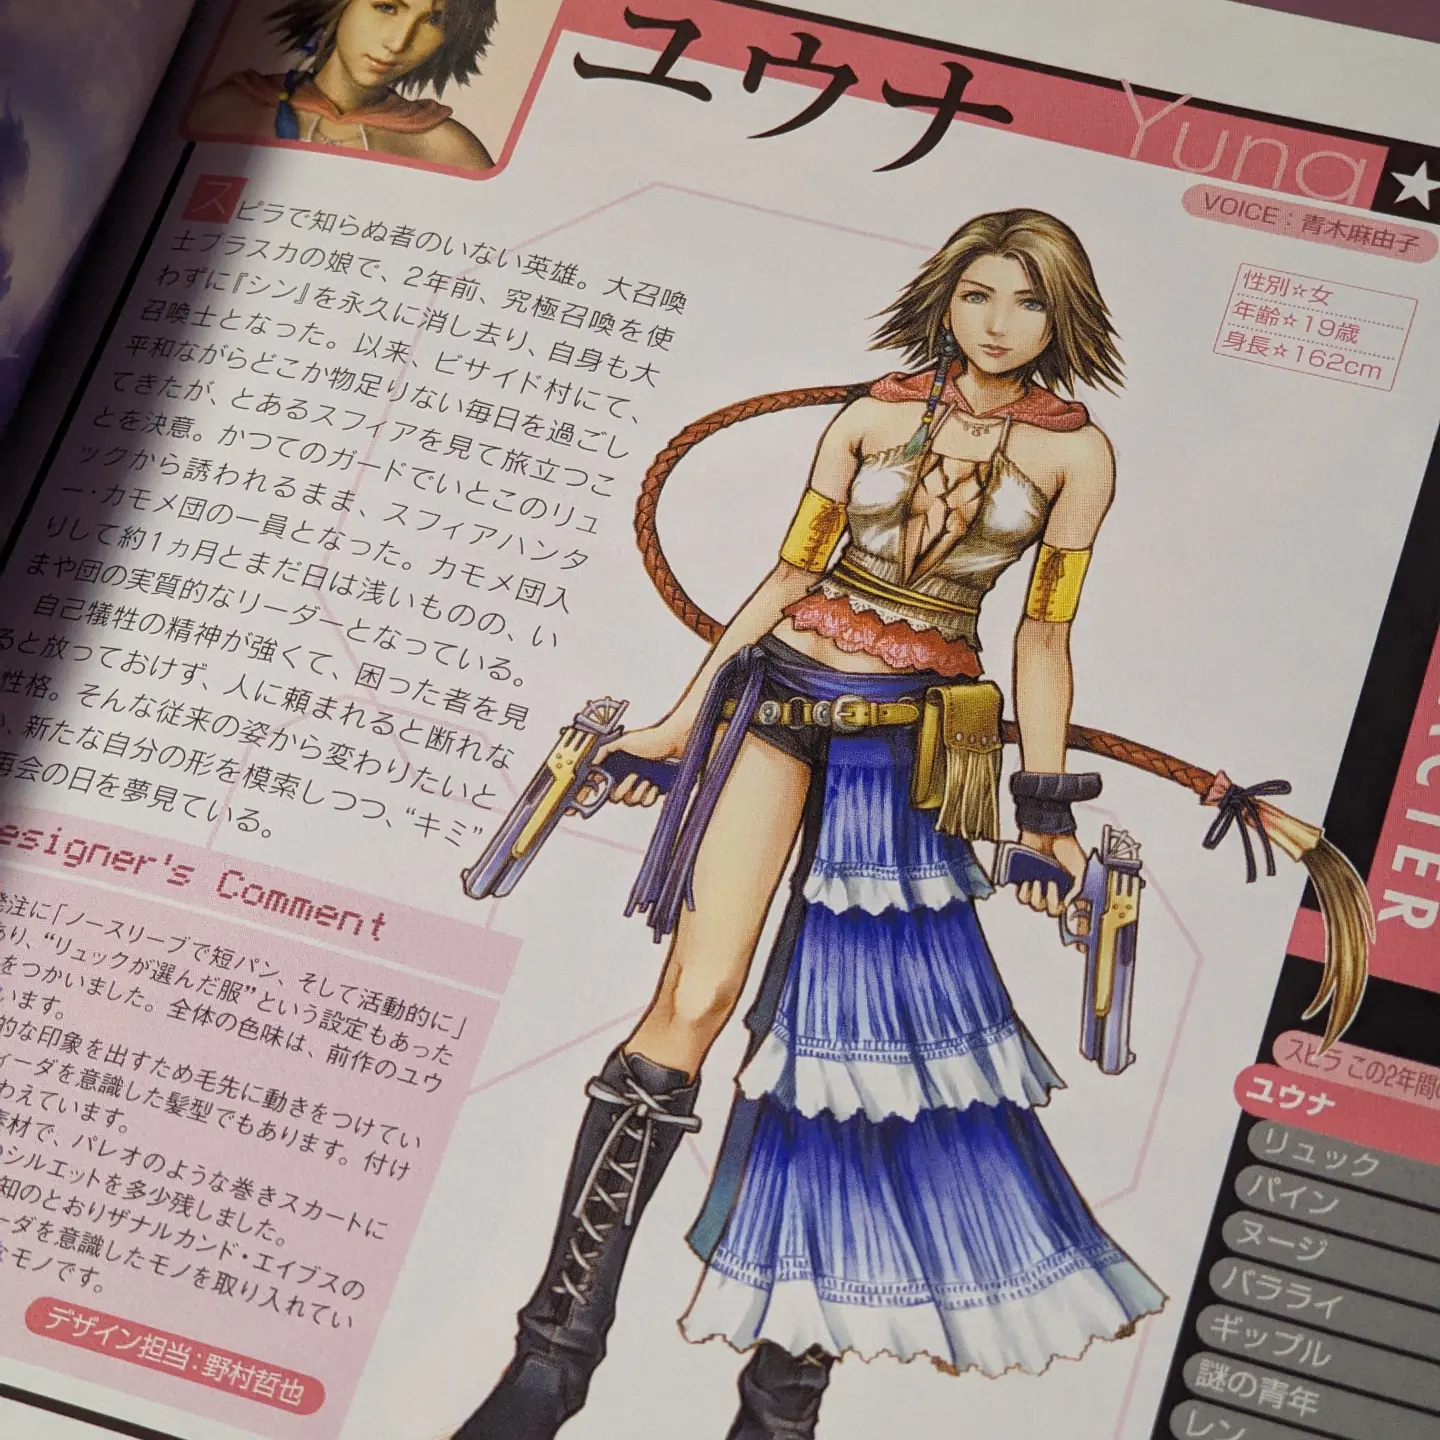 ユウナ
Yuna
★
VOICE：青木麻由子
性別☆女
年齢☆19歳
身長☆162cm
スピラで知らぬ者のいない英雄。大召喚
士ブラスカの娘で、2年前、究極召喚を使
わずに『シン』を永久に消し去り、自身も大
召喚士となった。以来、ビサイド村にて、
平和ながらどこか物足りない毎日を過ごし
てきたが、とあるスフィアを見て旅立つこ
とを決意。かつてのガードでいとこのリュ
ックから誘われるまま、スフィアハンタ
ー・カモメ団の一員となった。カモメ団入
りして約1ヵ月とまだ日は浅いものの、い
まや団の実質的なリーダーとなっている。
自己犠牲の精神が強くて、困った者を見
ると放っておけず、人に頼まれると断れな
性格。そんな従来の姿から変わりたいと
、新たな自分の形を模索しつつ、“キミ”
再会の日を夢見ている。
esigner's Comment
発注に「ノースリーブで短パン、そして活動的に」
あり、“リュックが選んだ服”という設定もあった
をつかいました。全体の色味は、前作のユウ
います。
的な印象を出すため毛先に動きをつけてい
ィーダを意識した髪型でもあります。付け
わえています。
素材で、パレオのような巻きスカートに
シルエットを多少残しました。
知のとおりザナルカンド・エイブスの
ーダを意識したモノを取り入れてい
なモノです。
デザイン担当：野村哲也
CTER
スピラ この2年間の
ユウナ
リュック
パイン
ヌージ
バラライ
ギップル
謎の青年
レン